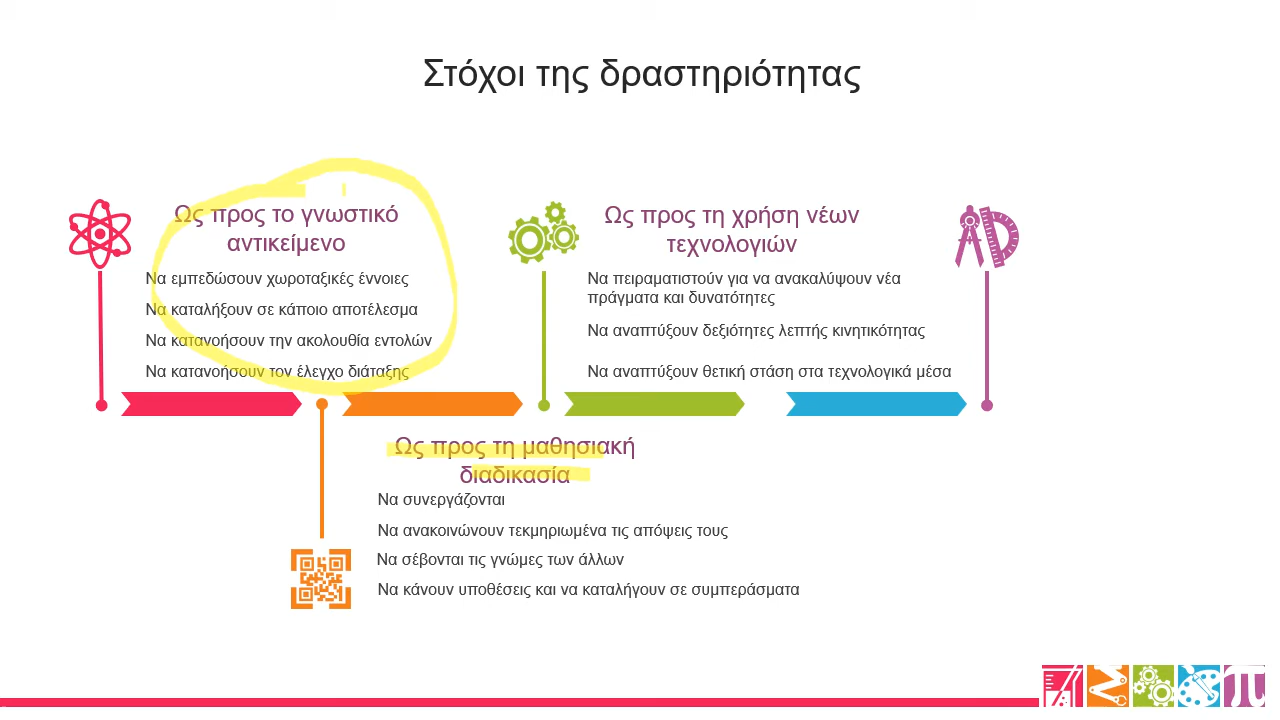 Στόχοι της δραστηριότητας
Ως προς το γνωστικό
αντικείμενο
Να εμπεδώσουν χωροταξικές έννοιες
Να καταλήξουν σε κάποιο αποτέλεσμα
Να κατανοήσουν την ακολουθία εντολών
Να κατανοήσουν τον έλεγχο διάταξης
Ως προς τη χρήση νέων
τεχνολογιών
Να πειραματιστούν για να ανακαλύψουν νέα
πράγματα και δυνατότητες
Να αναπτύξουν δεξιότητες λεπτής κινητικότητας
Να αναπτύξουν θετική στάση στα τεχνολογικά μέσα
Ως προς τη μαθησιακή
διαδικασία
Να συνεργάζονται
Να ανακοινώνουν τεκμηριωμένα τις απόψεις τους
Να σέβονται τις γνώμες των άλλων
Να κάνουν υποθέσεις και να καταλήγουν σε συμπεράσματα